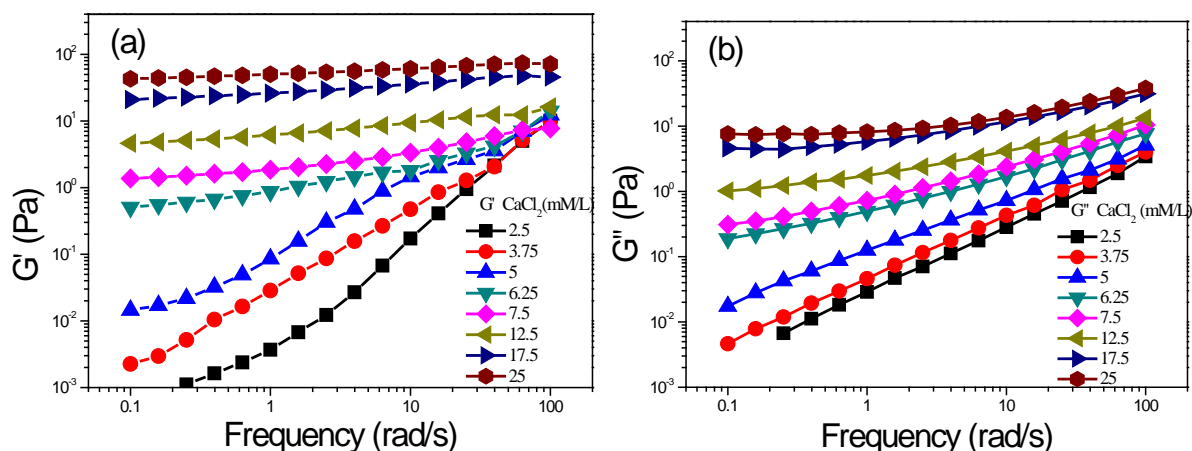 (a)
G' (Pa)
10²
10¹
10⁰
10⁻¹
10⁻²
10⁻³
0.1 1 10 100
Frequency (rad/s)
G' CaCl₂(mM/L)
2.5
3.75
5
6.25
7.5
12.5
17.5
25
(b)
G'' (Pa)
10²
10¹
10⁰
10⁻¹
10⁻²
10⁻³
0.1 1 10 100
Frequency (rad/s)
G'' CaCl₂ (mM/L)
2.5
3.75
5
6.25
7.5
12.5
17.5
25